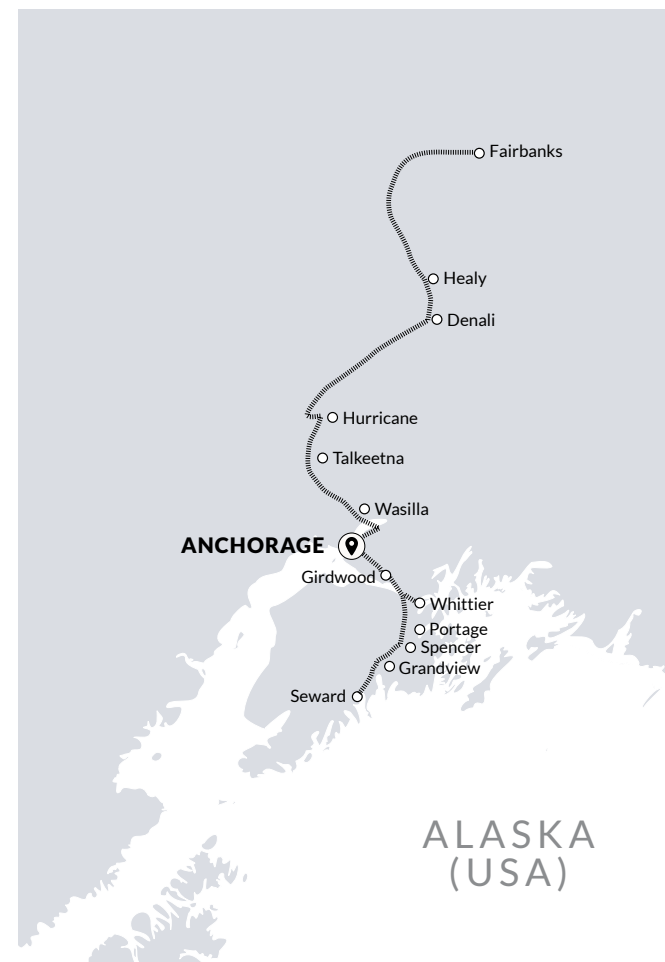 Fairbanks
Healy
Denali
Hurricane
Talkeetna
Wasilla
ANCHORAGE
Girdwood
Whittier
Portage
Spencer
Grandview
Seward
ALASKA
(USA)